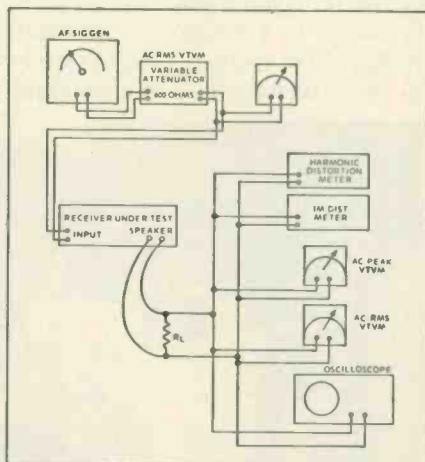 AF SIG GEN
AC RMS VTVM
VARIABLE
ATTENUATOR
600 OHMS
HARMONIC
DISTORTION
METER
IM DIST
METER
RECEIVER UNDER TEST
SPEAKER
INPUT
AC PEAK
VTVM
RL
AC RMS
VTVM
OSCILLOSCOPE